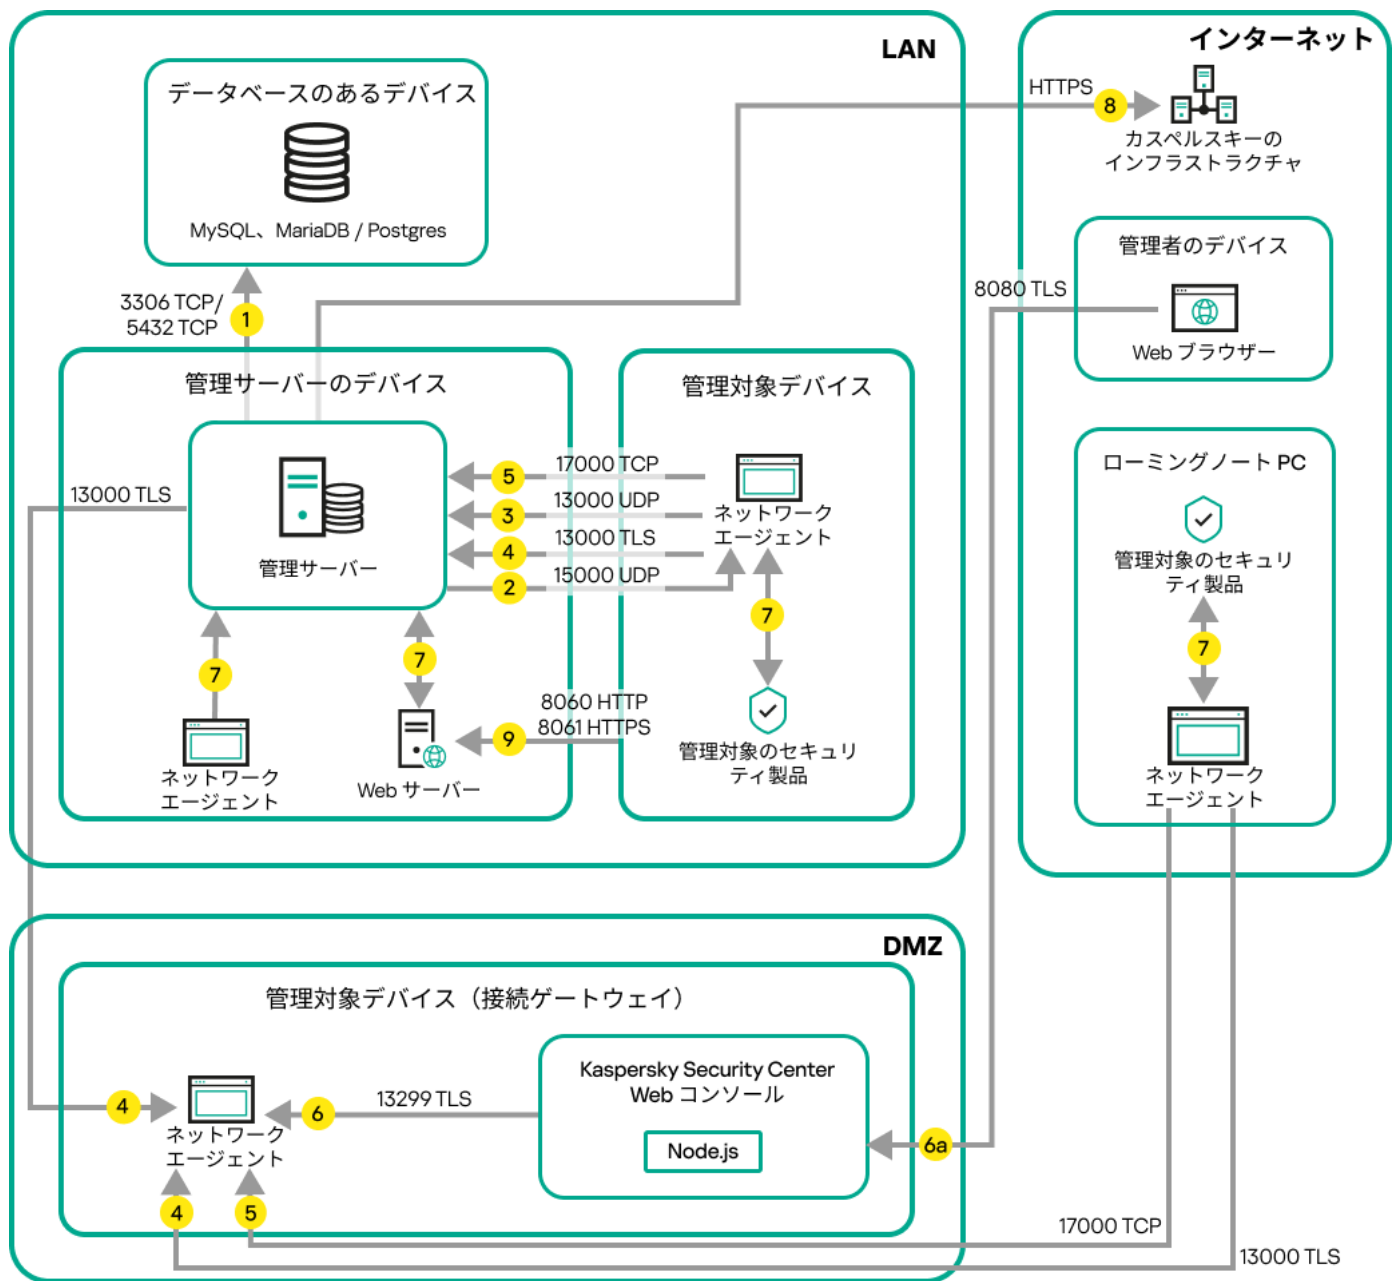 LAN
データベースのあるデバイス
MySQL、MariaDB / Postgres
3306 TCP/
5432 TCP
1
管理サーバーのデバイス
管理サーバー
13000 TLS
7
ネットワーク
エージェント
7
Web サーバー
管理対象デバイス
17000 TCP
5
13000 UDP
3
13000 TLS
4
15000 UDP
2
ネットワーク
エージェント
7
管理対象のセキュリ
ティ製品
8060 HTTP
8061 HTTPS
9
インターネット
HTTPS
8
カスペルスキーの
インフラストラクチャ
管理者のデバイス
8080 TLS
Web ブラウザー
ローミングノート PC
管理対象のセキュリ
ティ製品
7
ネットワーク
エージェント
DMZ
管理対象デバイス（接続ゲートウェイ）
Kaspersky Security Center
Web コンソール
Node.js
13299 TLS
6
6a
4
ネットワーク
エージェント
4
5
17000 TCP
13000 TLS